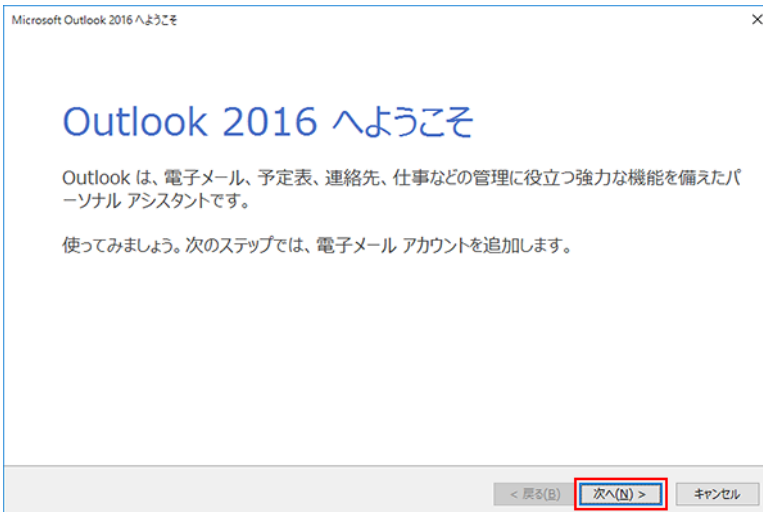 Microsoft Outlook 2016 へようこそ
Outlook 2016 へようこそ
Outlook は、電子メール、予定表、連絡先、仕事などの管理に役立つ強力な機能を備えたパ
ーソナル アシスタントです。
使ってみましょう。次のステップでは、電子メール アカウントを追加します。
< 戻る(B) 次へ(N) > キャンセル